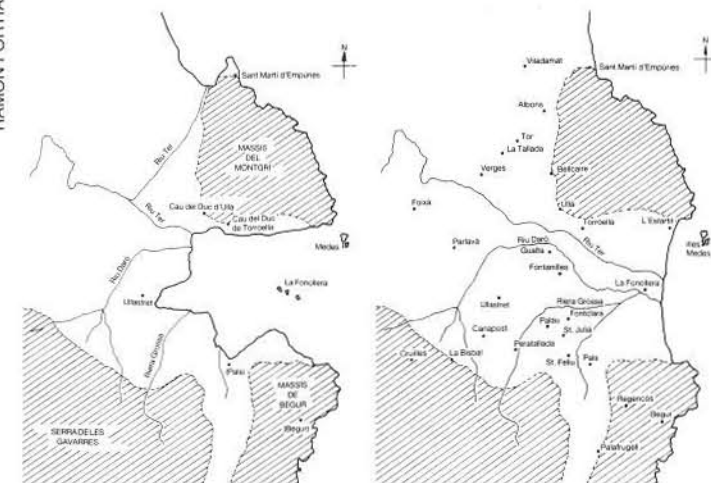 RAMON FORTIÀ
N
Sant Martí d'Empúries
Riu Ter
MASSIS
DEL
MONTGRI
Cau del Duc d'Ullà
Cau del Duc
de Torroella
Riu Ter
Medes
Riu Daró
La Fonollera
Ullastret
Riera Grossa
Pals
MASSIS
DE
BEGUR
Begur
SERRA DE LES
GAVARRES
N
Viladamat
Sant Martí d'Empúries
Albons
Tor
La Tallada
Verges
Bellcaire
Foixà
Ullà
Torroella
L'Estartit
Riu Ter
Illes
Medes
Parlavà
Riu Daró
Gualta
Fontanilles
La Fonollera
Ullastret
Riera Grossa
Fontclara
Palau
St. Julià
Canapost
Peratallada
Cruïlles
La Bisbal
St. Feliu
Pals
Regencós
Begur
Palafrugell